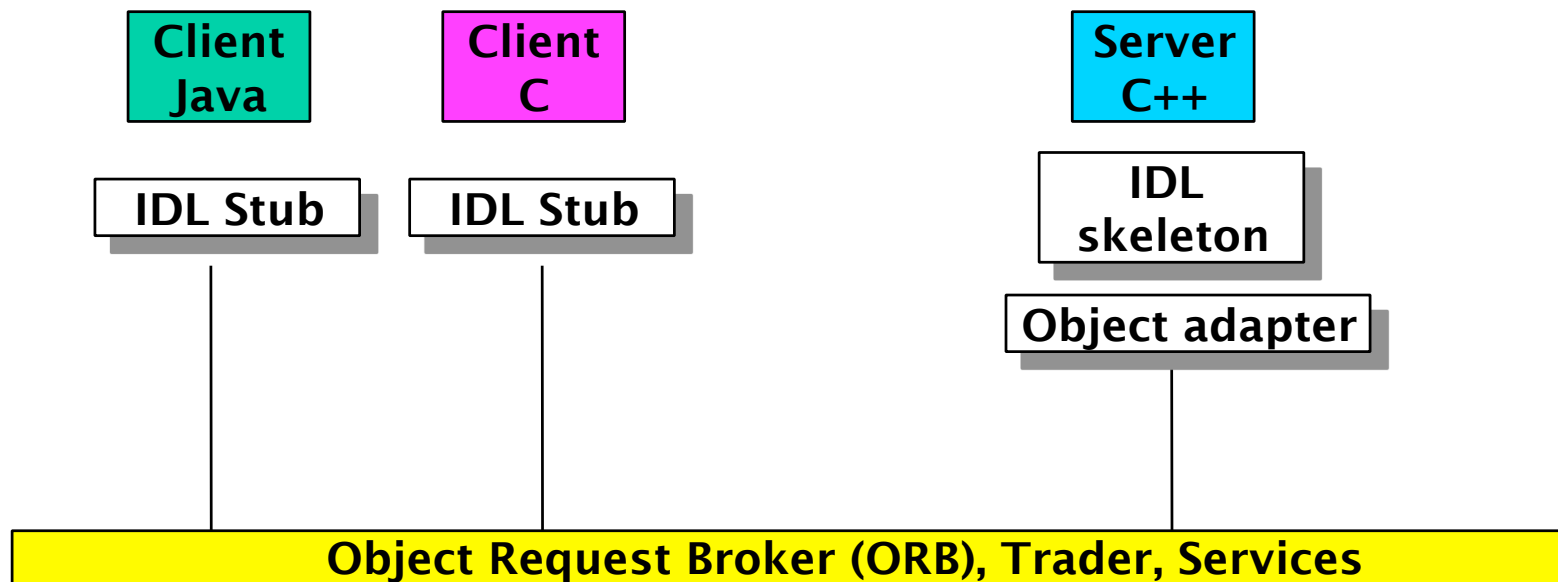 Client
Java
Client
C
Server
C++
IDL Stub
IDL Stub
IDL
skeleton
Object adapter
Object Request Broker (ORB), Trader, Services